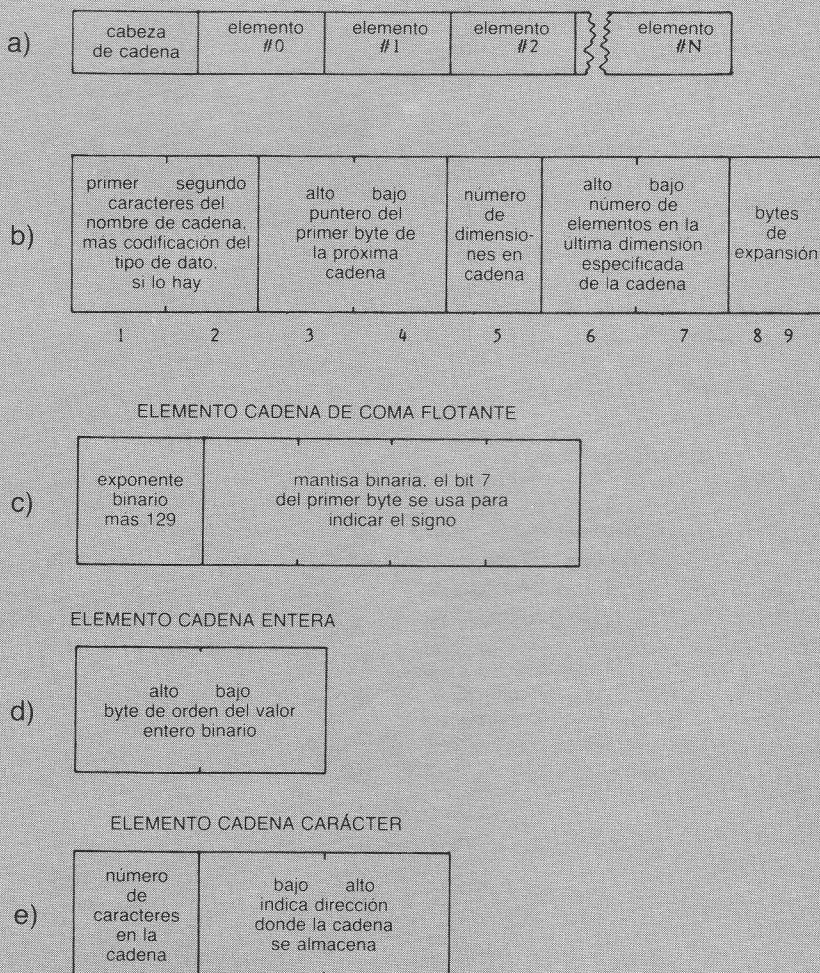 a)
cabeza
de cadena
elemento
#0
elemento
#1
elemento
#2
elemento
#N
b)
primer segundo
caracteres del
nombre de cadena,
más codificación del
tipo de dato,
si lo hay
alto bajo
puntero del
primer byte de
la próxima
cadena
numero
de
dimensio-
nes en
cadena
alto bajo
número de
elementos en la
ultima dimensión
especificada
de la cadena
bytes
de
expansión
1 2 3 4 5 6 7 8 9
ELEMENTO CADENA DE COMA FLOTANTE
c)
exponente
binario
más 129
mantisa binaria, el bit 7
del primer byte se usa para
indicar el signo
ELEMENTO CADENA ENTERA
d)
alto bajo
byte de orden del valor
entero binario
ELEMENTO CADENA CARÁCTER
e)
número
de
caracteres
en la
cadena
bajo alto
indica dirección
donde la cadena
se almacena